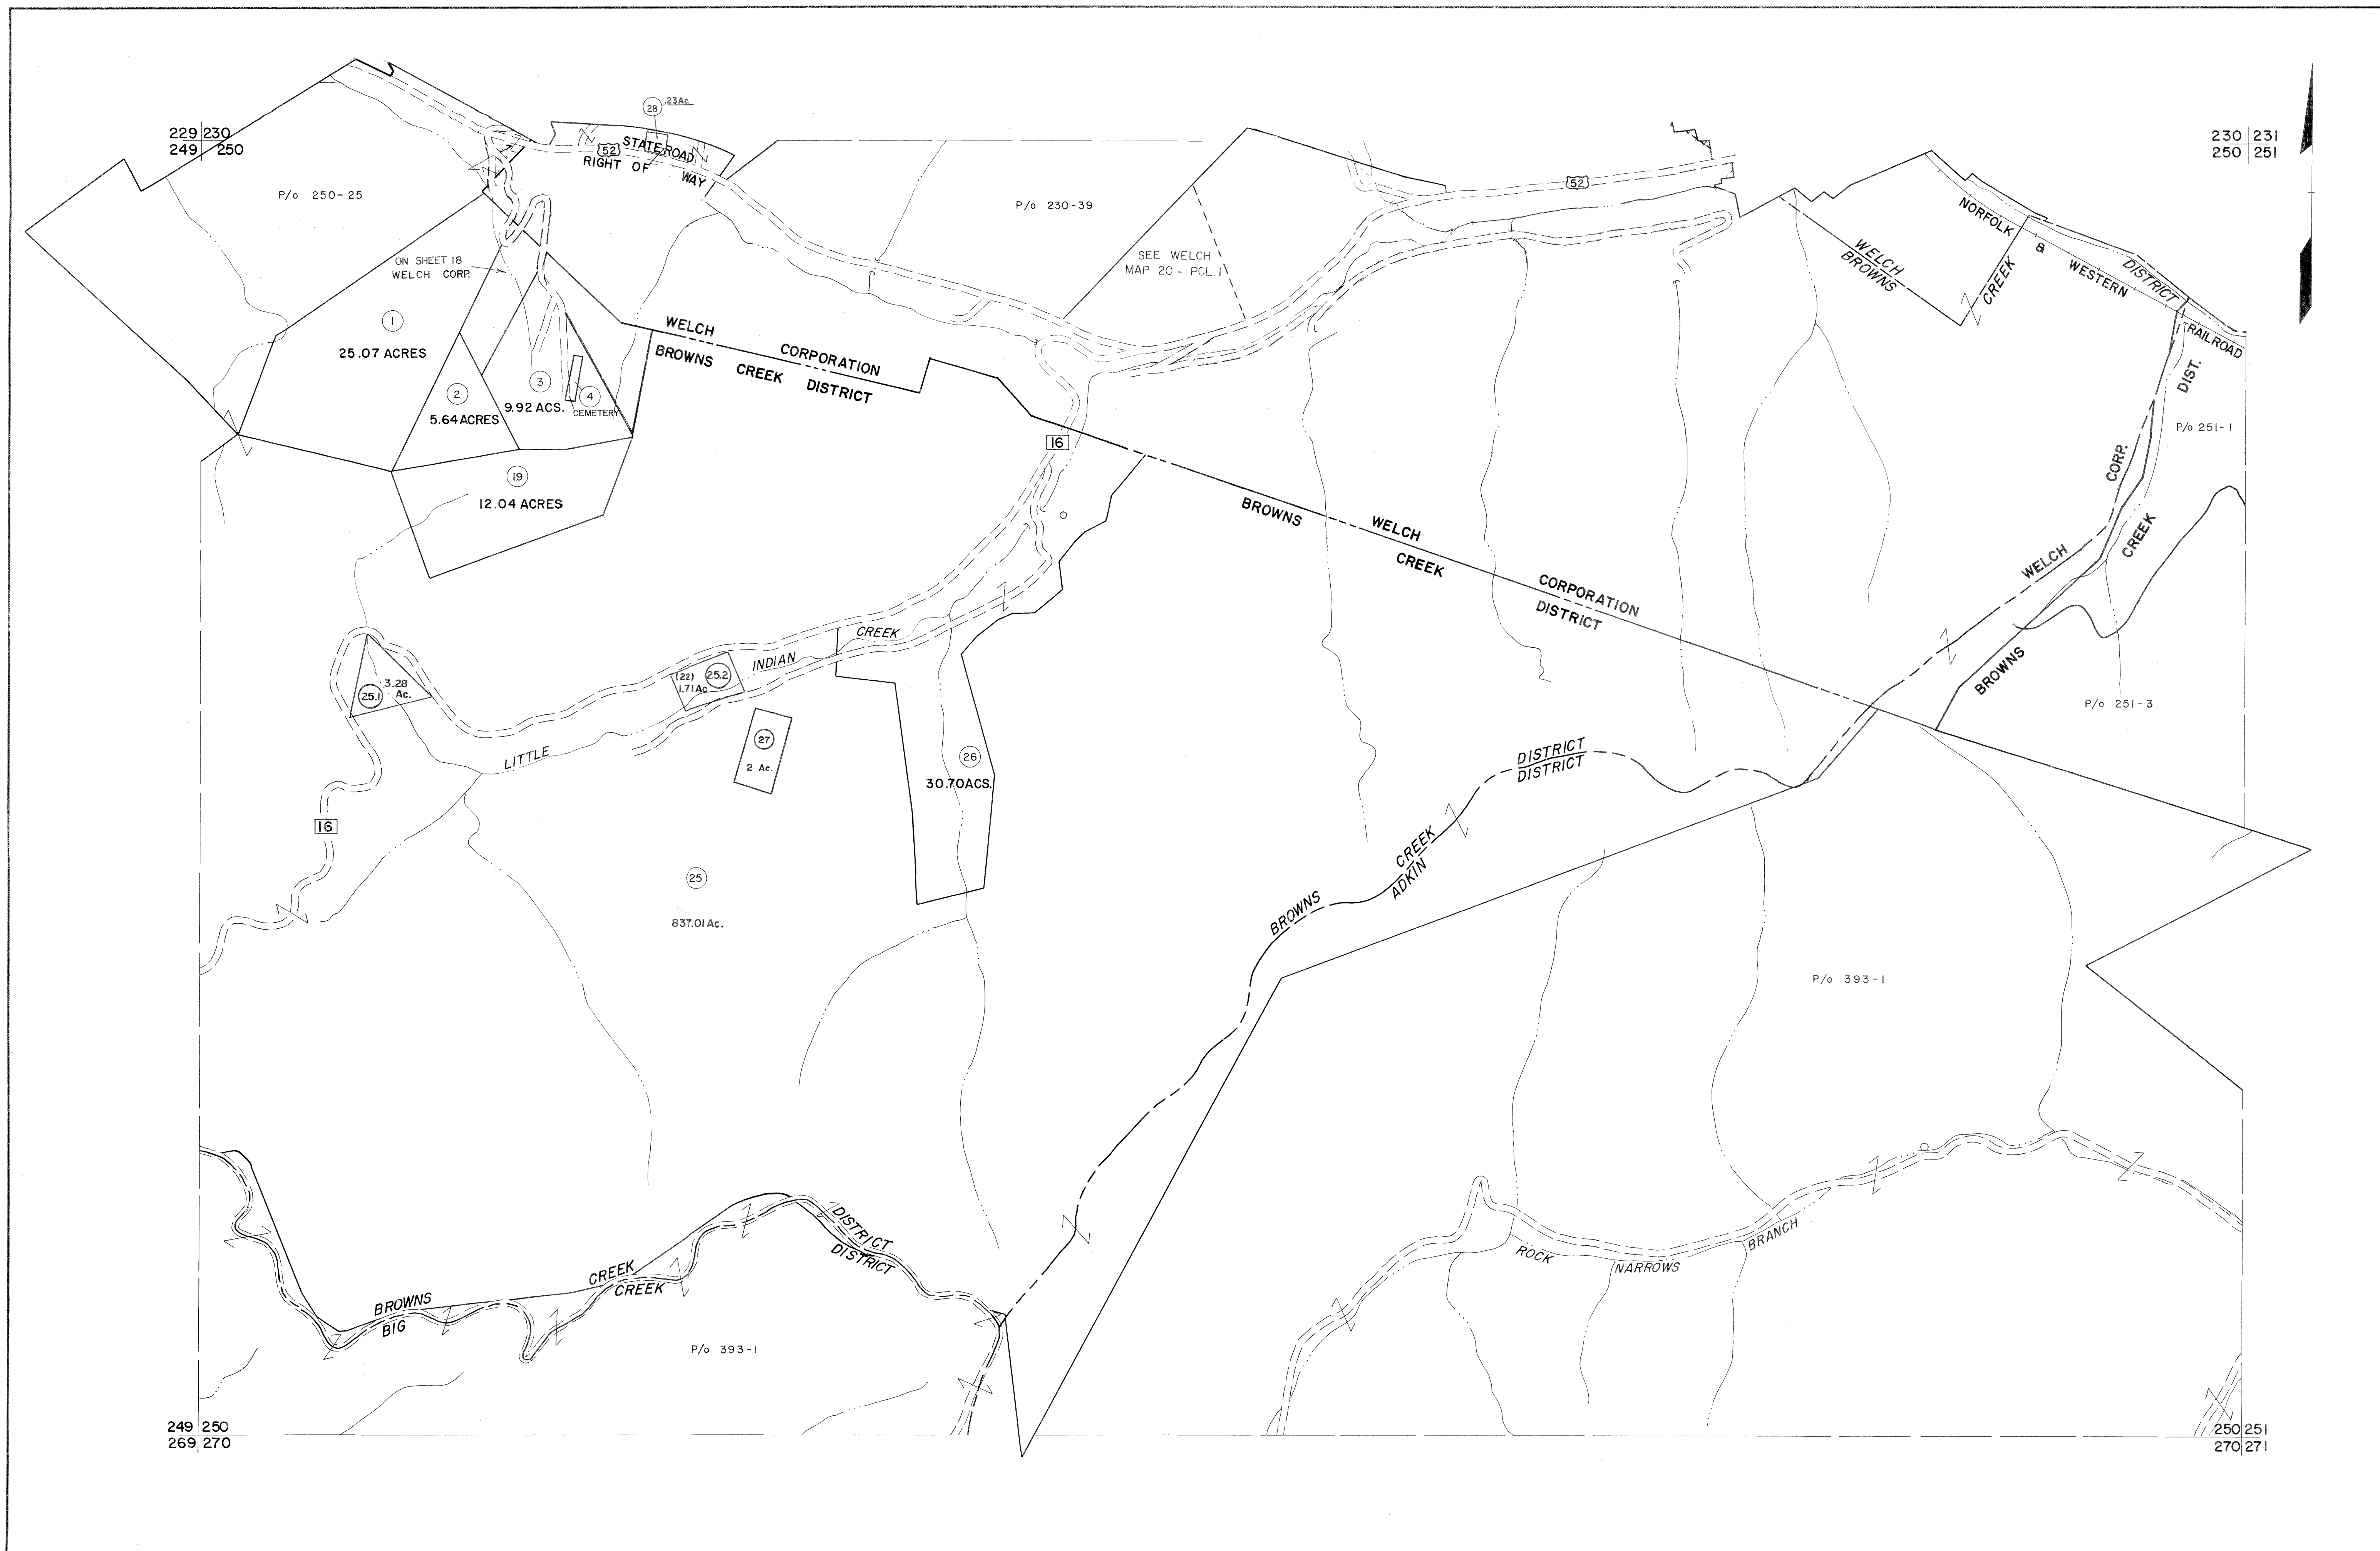 229 230
249 250
230 231
250 251
28
.23Ac.
52
STATE ROAD
RIGHT OF WAY
P/o 250-25
P/o 230-39
52
SEE WELCH
MAP 20 - PCL. 1
NORFOLK & WESTERN RAILROAD
WELCH
BROWNS
CREEK
DISTRICT
ON SHEET 18
WELCH CORP.
1
25.07 ACRES
2
5.64 ACRES
3
9.92 ACS.
4
CEMETERY
19
12.04 ACRES
WELCH CORPORATION
BROWNS CREEK DISTRICT
16
DIST.
P/o 251-1
CORP.
CREEK
WELCH
BROWNS
P/o 251-3
BROWNS
WELCH
CREEK
CORPORATION
DISTRICT
25.1
3.28
Ac.
(22)
25.2
1.71 Ac
LITTLE INDIAN CREEK
27
2 Ac.
26
30.70 ACS.
16
25
837.01 Ac.
DISTRICT
DISTRICT
CREEK
ADKIN
BROWNS
P/o 393-1
DISTRICT
DISTRICT
CREEK
CREEK
BROWNS
BIG
P/o 393-1
ROCK NARROWS BRANCH
249 250
269 270
250 251
270 271